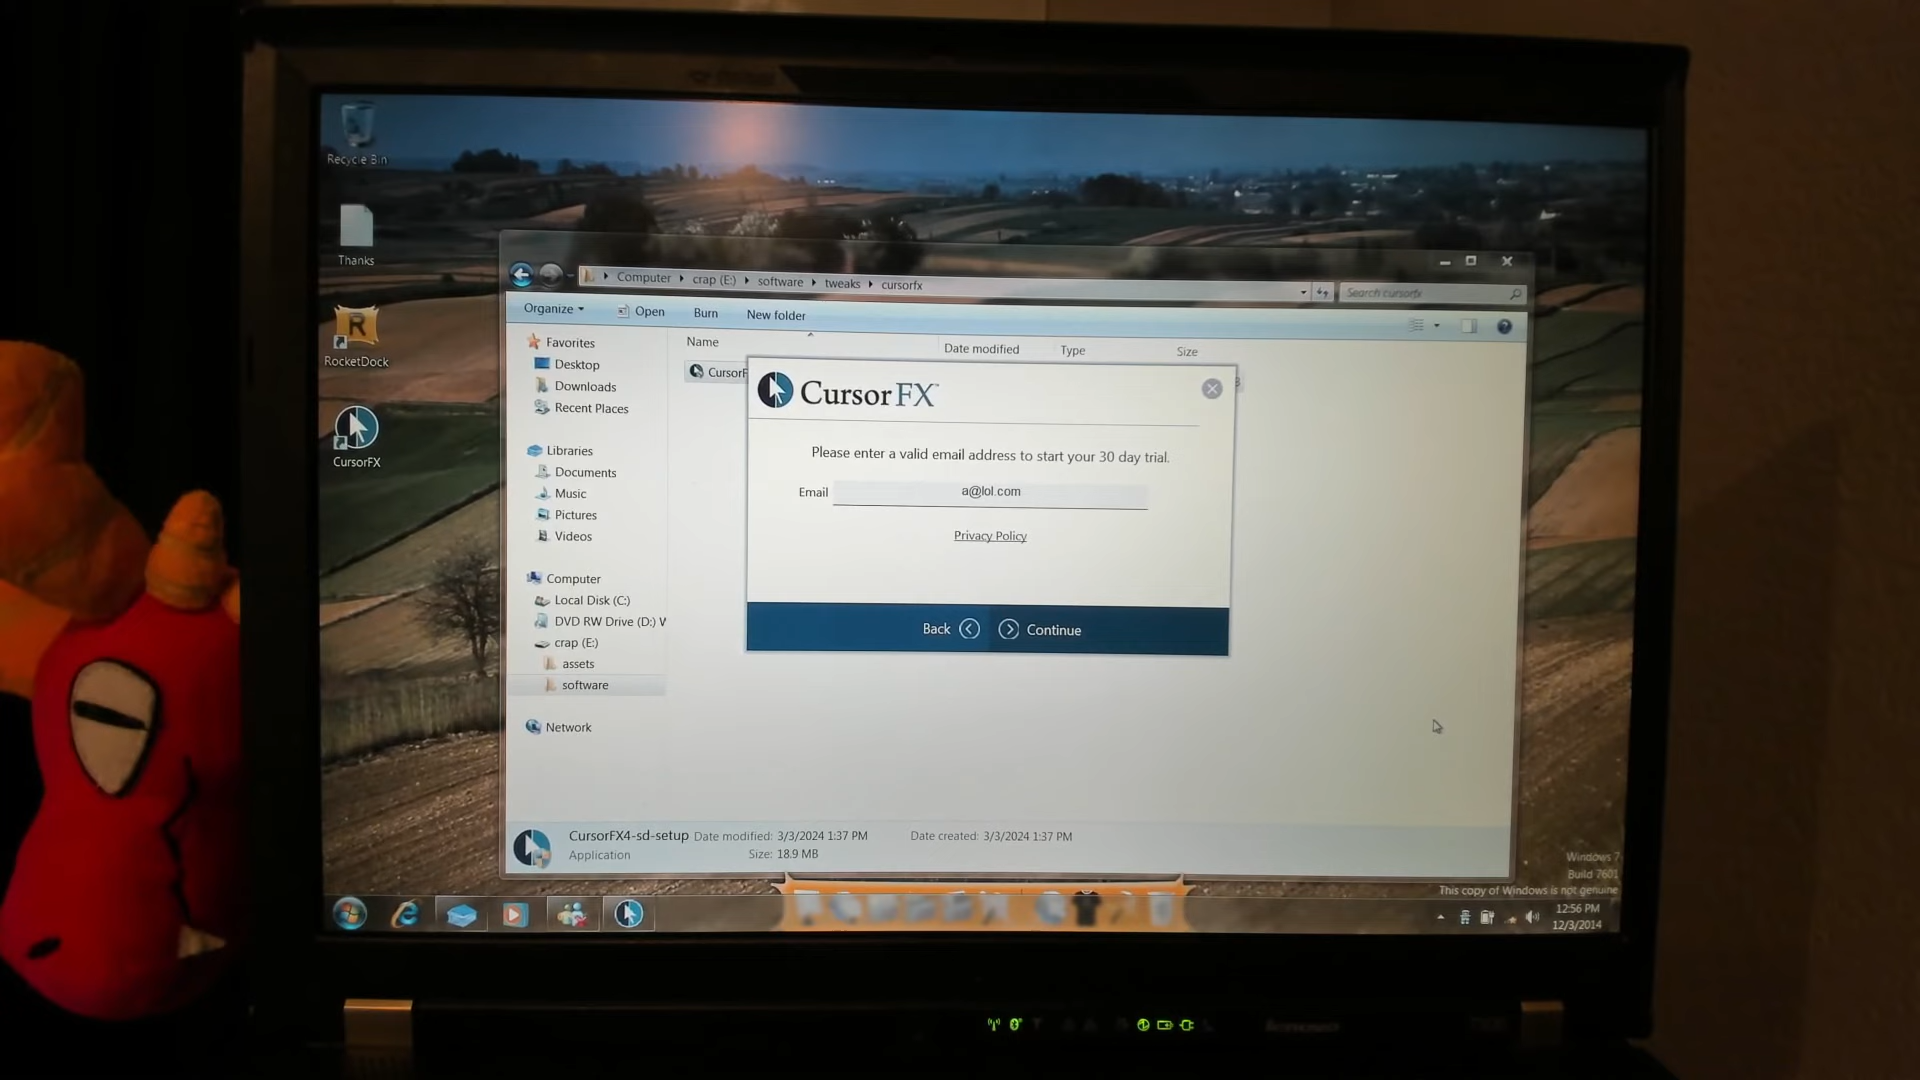 Recycle Bin
Thanks
RocketDock
CursorFX
Computer
crap (E:)
software
tweaks
cursorfx
Search cursorfx
Organize
Open
Burn
New folder
Name
Date modified
Type
Size
Favorites
Desktop
Downloads
Recent Places
Libraries
Documents
Music
Pictures
Videos
Computer
Local Disk (C:)
DVD RW Drive (D:) W
crap (E:)
assets
software
Network
CursorF
CursorFX™
Please enter a valid email address to start your 30 day trial.
Email
a@lol.com
Privacy Policy
Back
Continue
CursorFX4-sd-setup Date modified: 3/3/2024 1:37 PM Date created: 3/3/2024 1:37 PM
Application Size: 18.9 MB
Windows 7
Build 7601
This copy of Windows is not genuine
12:56 PM
12/3/2014